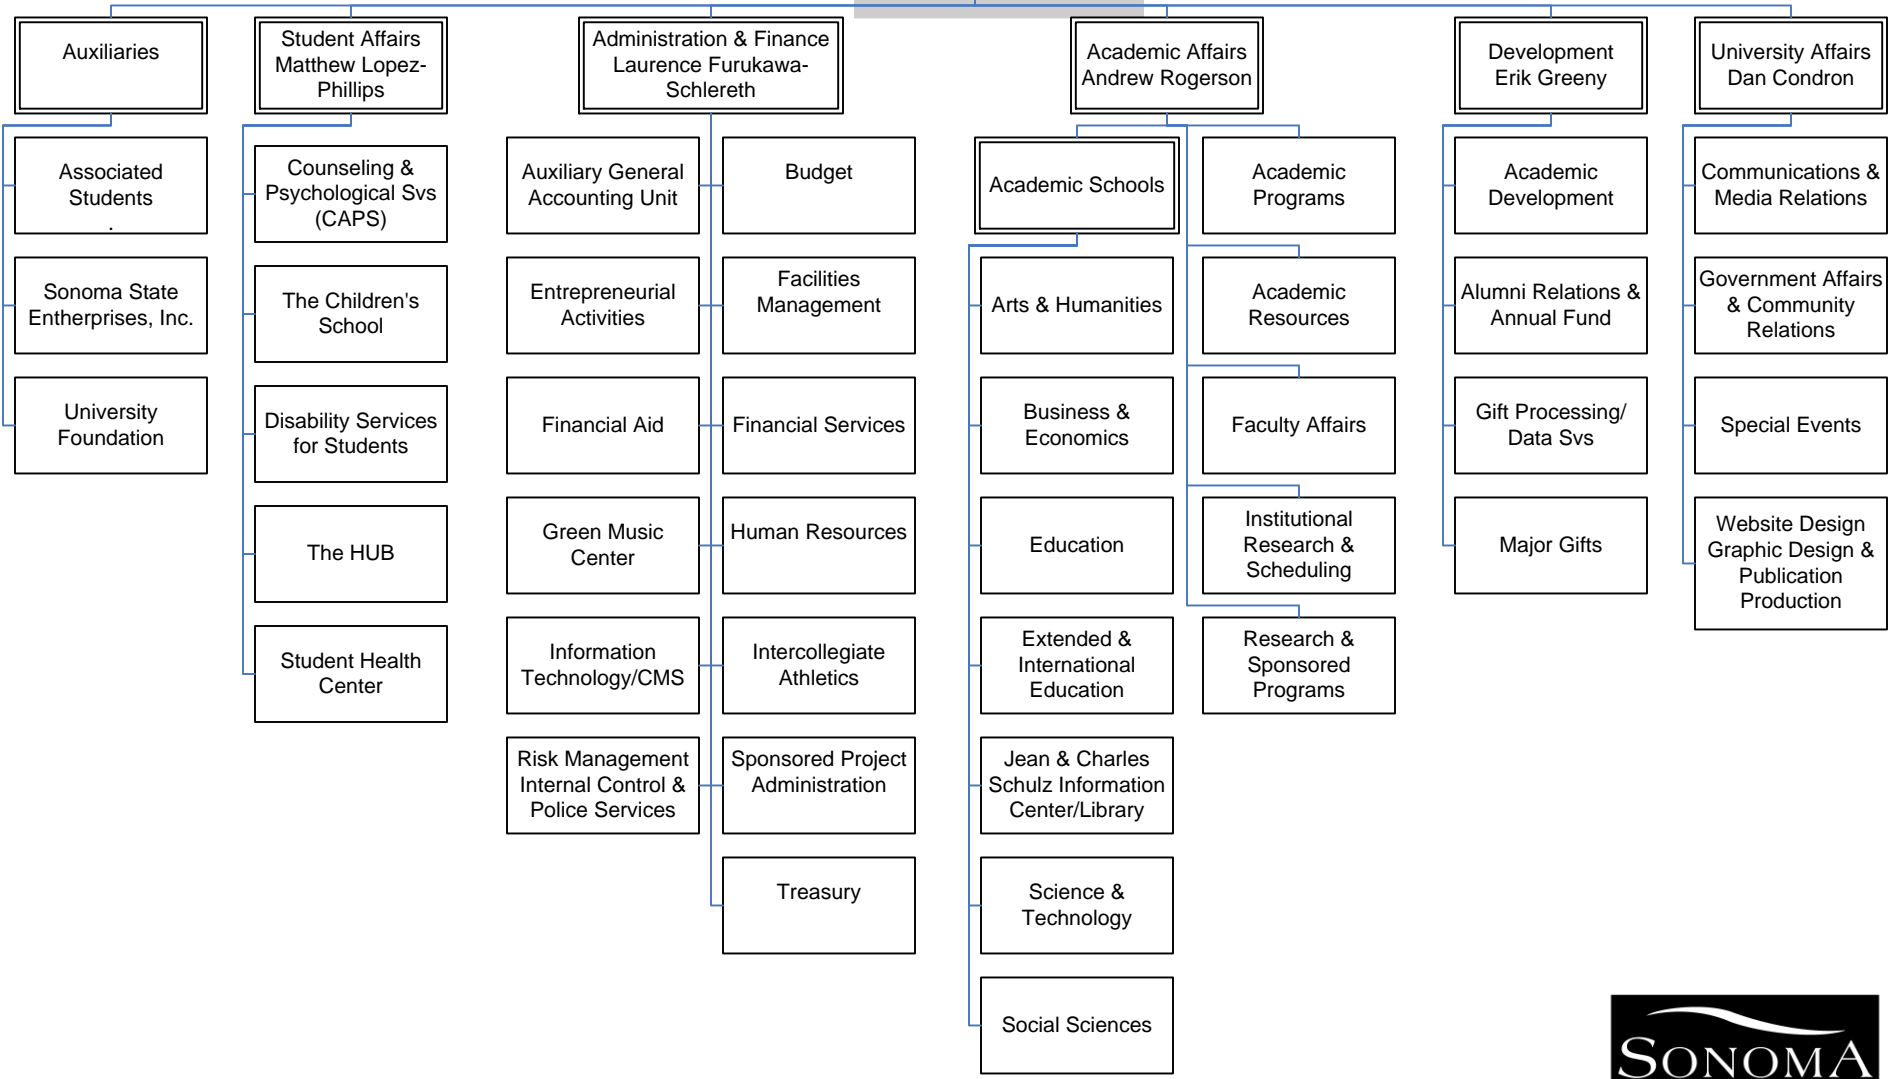 Auxiliaries
Student Affairs
Matthew Lopez-
Phillips
Administration & Finance
Laurence Furukawa-
Schlereth
Academic Affairs
Andrew Rogerson
Development
Erik Greeny
University Affairs
Dan Condron
Associated
Students
.
Sonoma State
Entherprises, Inc.
University
Foundation
Counseling &
Psychological Svs
(CAPS)
The Children's
School
Disability Services
for Students
The HUB
Student Health
Center
Auxiliary General
Accounting Unit
Entrepreneurial
Activities
Financial Aid
Green Music
Center
Information
Technology/CMS
Risk Management
Internal Control &
Police Services
Budget
Facilities
Management
Financial Services
Human Resources
Intercollegiate
Athletics
Sponsored Project
Administration
Treasury
Academic Schools
Arts & Humanities
Business &
Economics
Education
Extended &
International
Education
Jean & Charles
Schulz Information
Center/Library
Science &
Technology
Social Sciences
Academic
Programs
Academic
Resources
Faculty Affairs
Institutional
Research &
Scheduling
Research &
Sponsored
Programs
Academic
Development
Alumni Relations &
Annual Fund
Gift Processing/
Data Svs
Major Gifts
Communications &
Media Relations
Government Affairs
& Community
Relations
Special Events
Website Design
Graphic Design &
Publication
Production
SONOMA